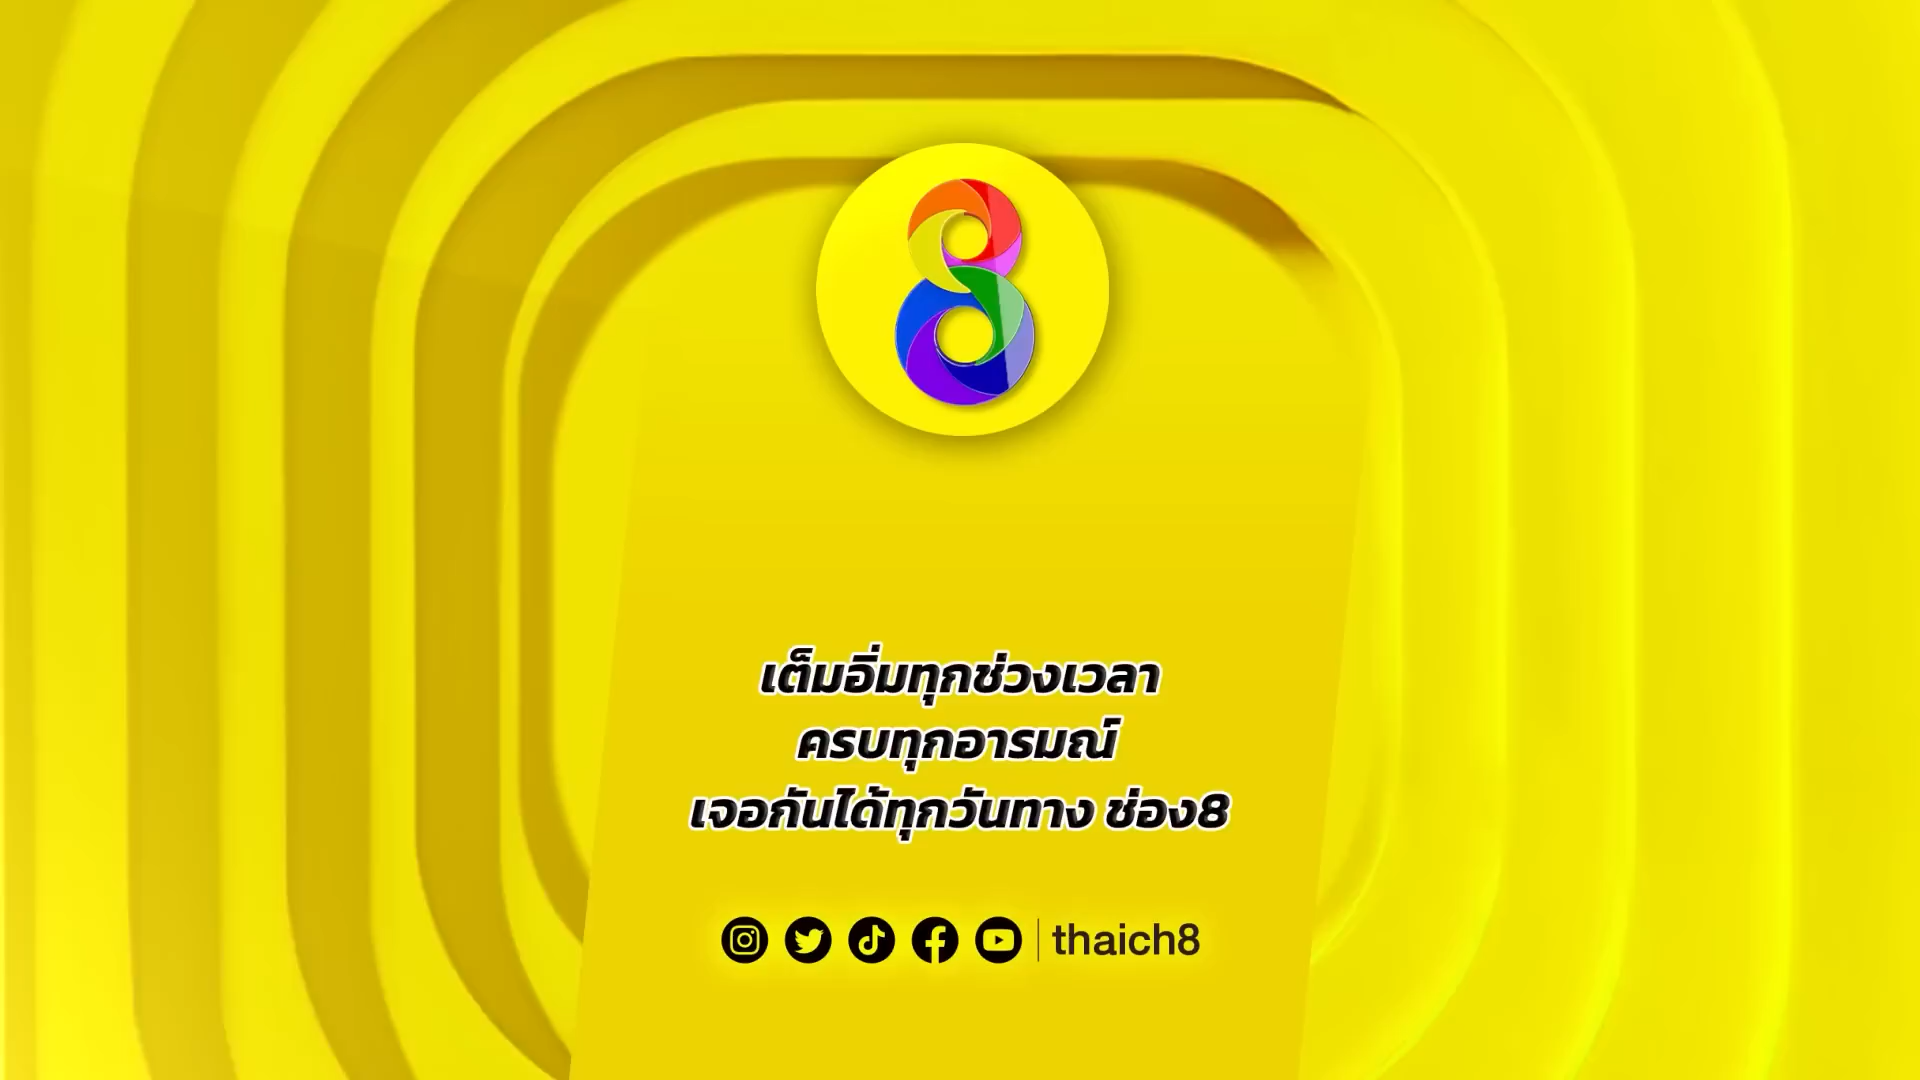 8
เต็มอิ่มทุกช่วงเวลา
ครบทุกอารมณ์
เจอกันได้ทุกวันทาง ช่อง8
thaich8